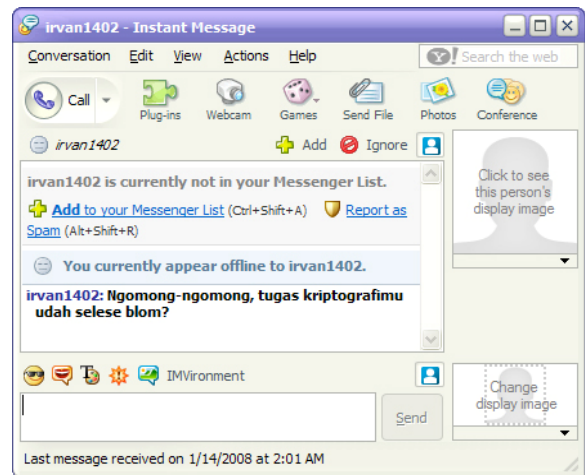 irvan1402 - Instant Message
Conversation Edit View Actions Help
Y! Search the web
Call
Plug-ins Webcam Games Send File Photos Conference
irvan1402 Add Ignore
irvan1402 is currently not in your Messenger List.
Add to your Messenger List (Ctrl+Shift+A) Report as
Spam (Alt+Shift+R)
You currently appear offline to irvan1402.
irvan1402: Ngomong-ngomong, tugas kriptografimu
udah selese blom?
Click to see
this person's
display image
IMVironment
Send
Change
display image
Last message received on 1/14/2008 at 2:01 AM